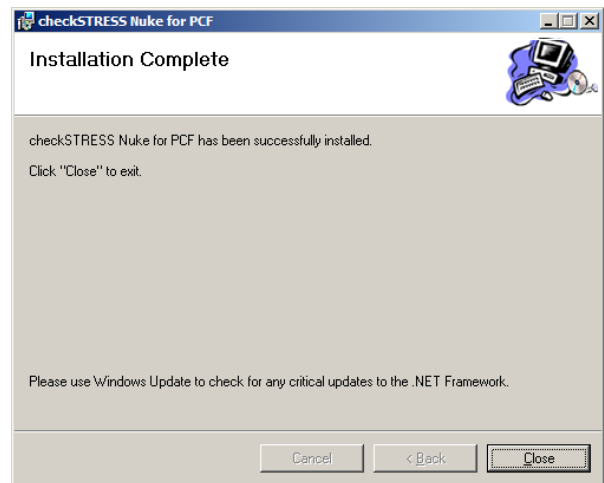 checkSTRESS Nuke for PCF
Installation Complete
checkSTRESS Nuke for PCF has been successfully installed.
Click "Close" to exit.
Please use Windows Update to check for any critical updates to the .NET Framework.
Cancel
< Back
Close